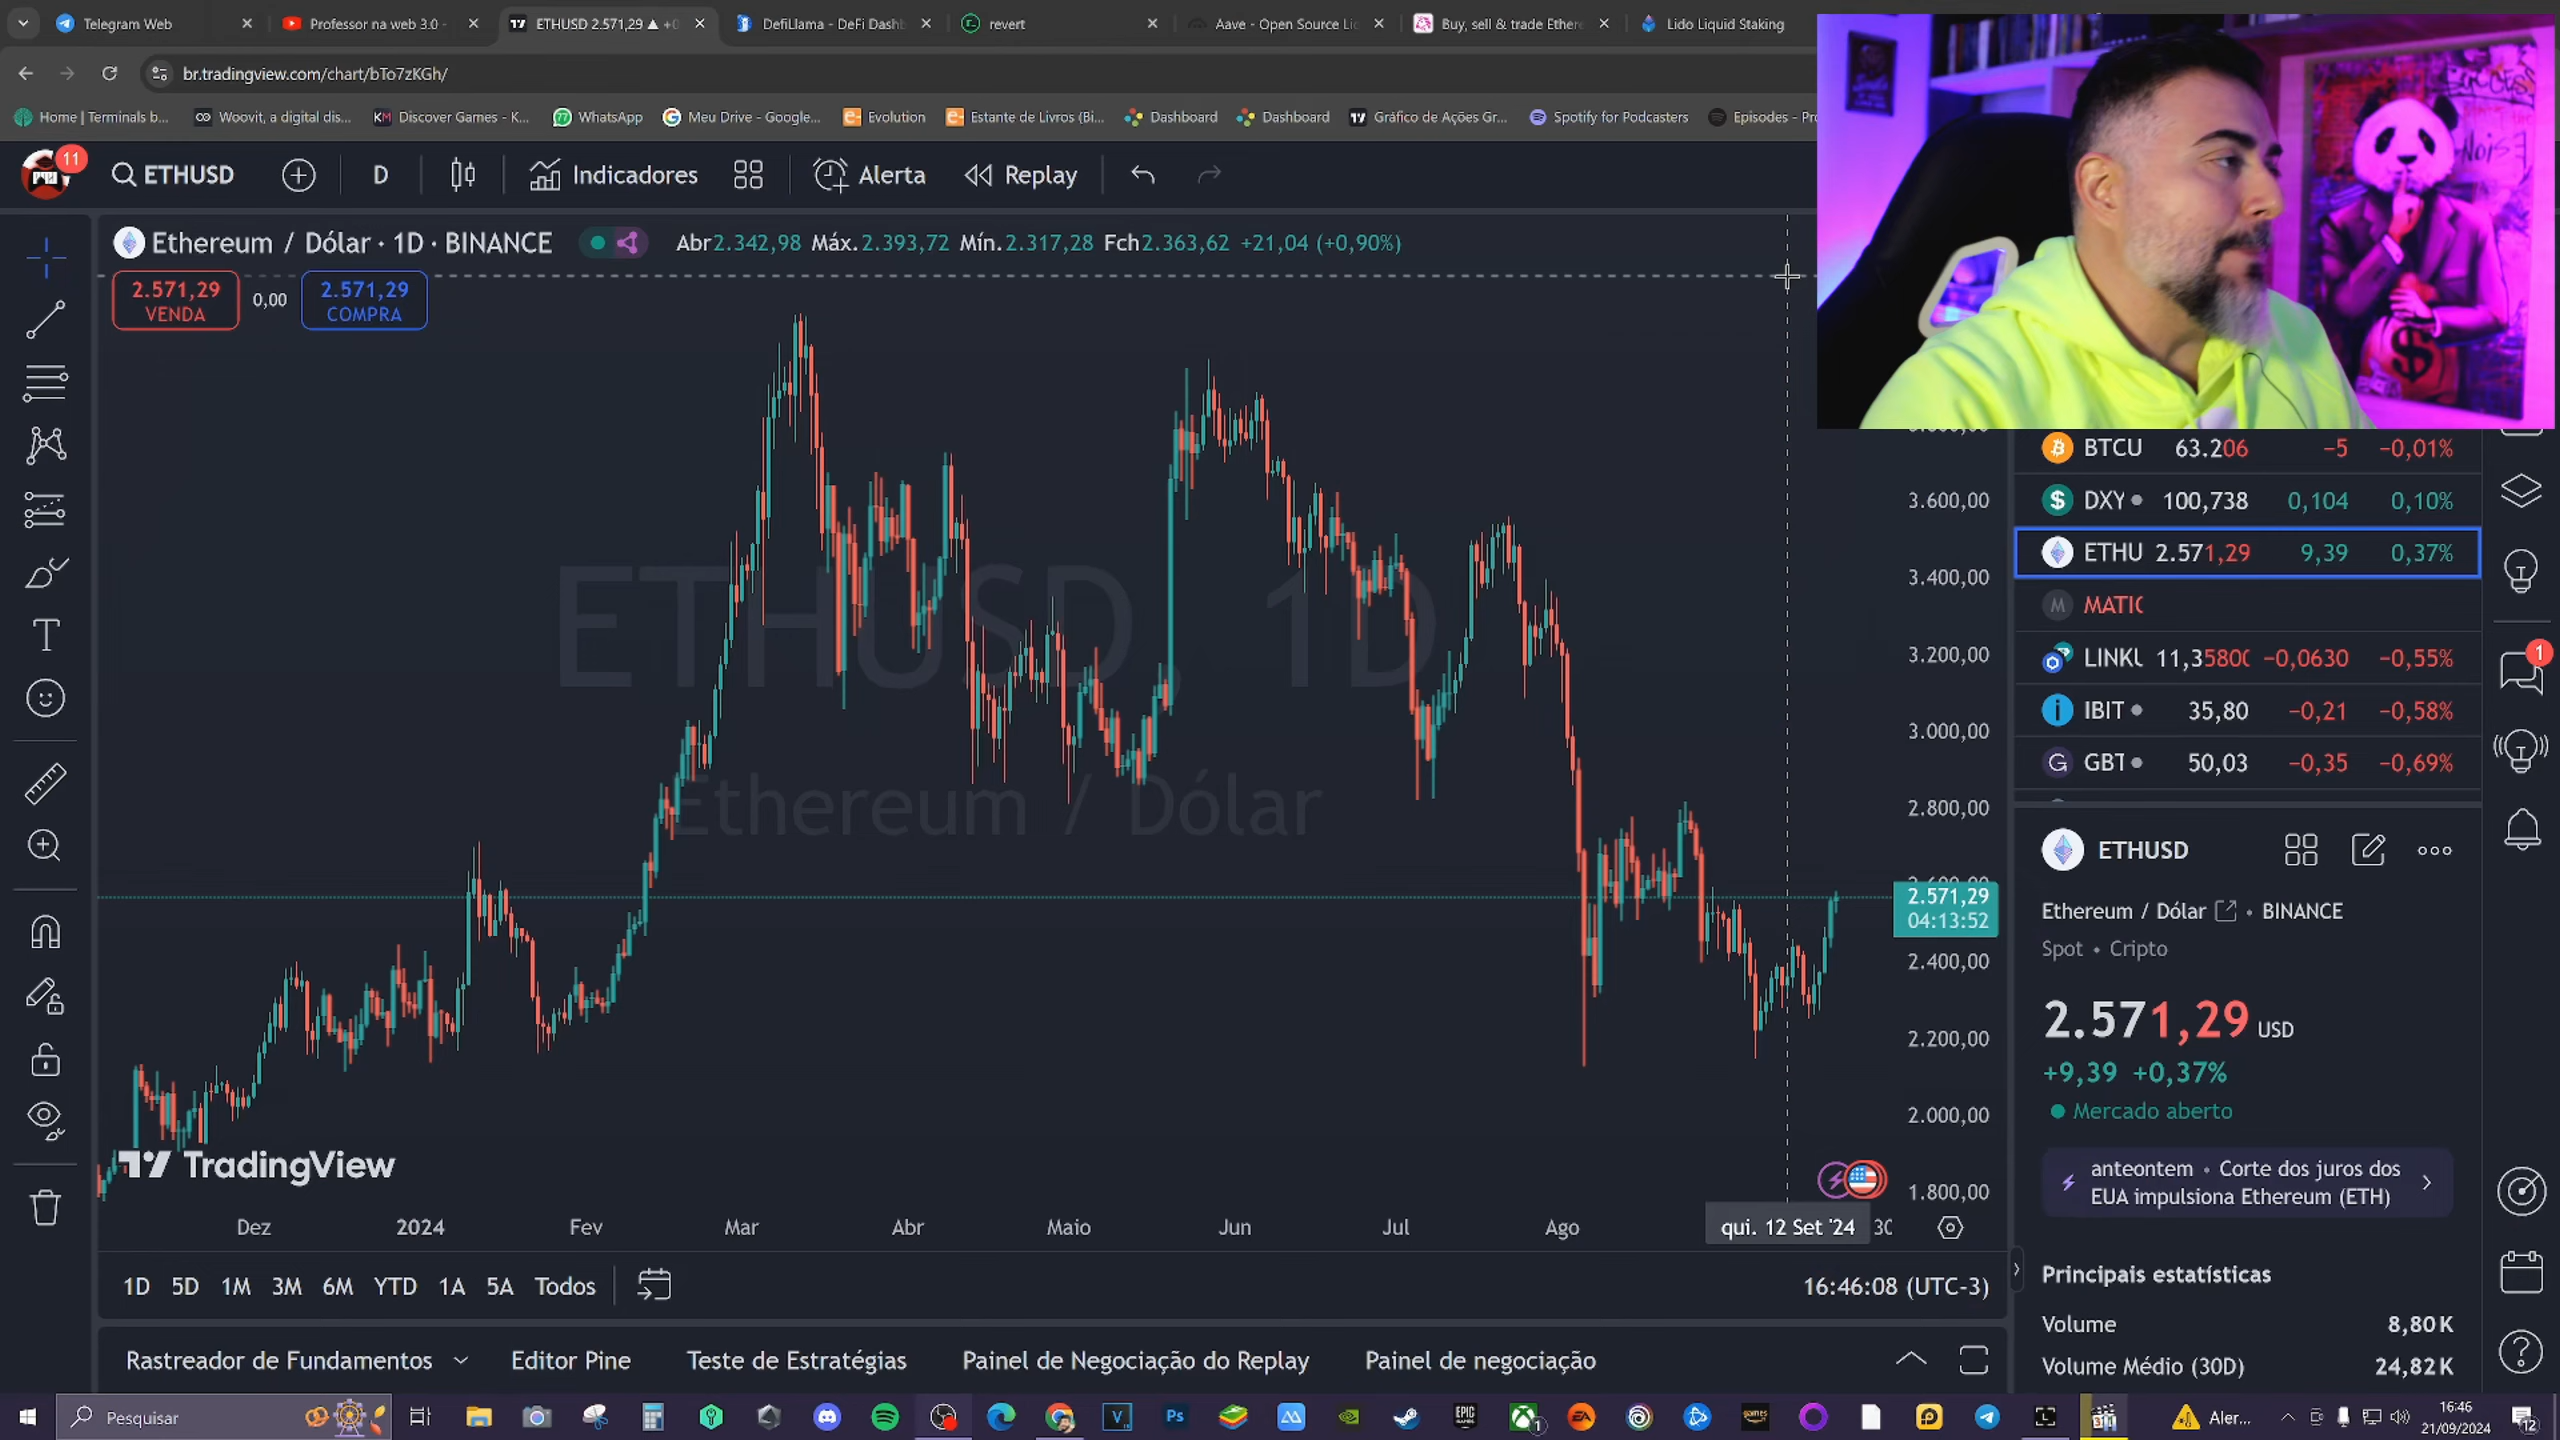 Telegram Web
Professor na web 3.0 -
ETHUSD 2.571,29 ▲ +0
DefiLlama - DeFi Dashb
revert
Aave - Open Source Lic
Buy, sell & trade Ethere
Lido Liquid Staking
br.tradingview.com/chart/bTo7zKGh/
Home | Terminals b...
Woovit, a digital dis...
Discover Games - K...
WhatsApp
Meu Drive - Google...
Evolution
Estante de Livros (Bi...
Dashboard
Dashboard
Gráfico de Ações Gr...
Spotify for Podcasters
Episodes - Pro
11
ETHUSD
D
Indicadores
Alerta
Replay
Ethereum / Dólar · 1D · BINANCE
Abr2.342,98 Máx.2.393,72 Mín.2.317,28 Fch2.363,62 +21,04 (+0,90%)
2.571,29
VENDA
0,00
2.571,29
COMPRA
ETHUSD, 1D
Ethereum / Dólar
3.600,00
3.400,00
3.200,00
3.000,00
2.800,00
2.571,29
04:13:52
2.400,00
2.200,00
2.000,00
1.800,00
TradingView
Dez
2024
Fev
Mar
Abr
Maio
Jun
Jul
Ago
qui. 12 Set '24
30
1D 5D 1M 3M 6M YTD 1A 5A Todos
16:46:08 (UTC-3)
Rastreador de Fundamentos
Editor Pine
Teste de Estratégias
Painel de Negociação do Replay
Painel de negociação
BTCU 63.206 −5 −0,01%
DXY 100,738 0,104 0,10%
ETHU 2.571,29 9,39 0,37%
MATIC
LINKU 11,35800 −0,0630 −0,55%
IBIT 35,80 −0,21 −0,58%
GBT 50,03 −0,35 −0,69%
ETHUSD
Ethereum / Dólar • BINANCE
Spot • Cripto
2.571,29 USD
+9,39 +0,37%
Mercado aberto
anteontem • Corte dos juros dos
EUA impulsiona Ethereum (ETH)
Principais estatísticas
Volume 8,80 K
Volume Médio (30D) 24,82 K
1
Pesquisar
Aler...
16:46
21/09/2024
12